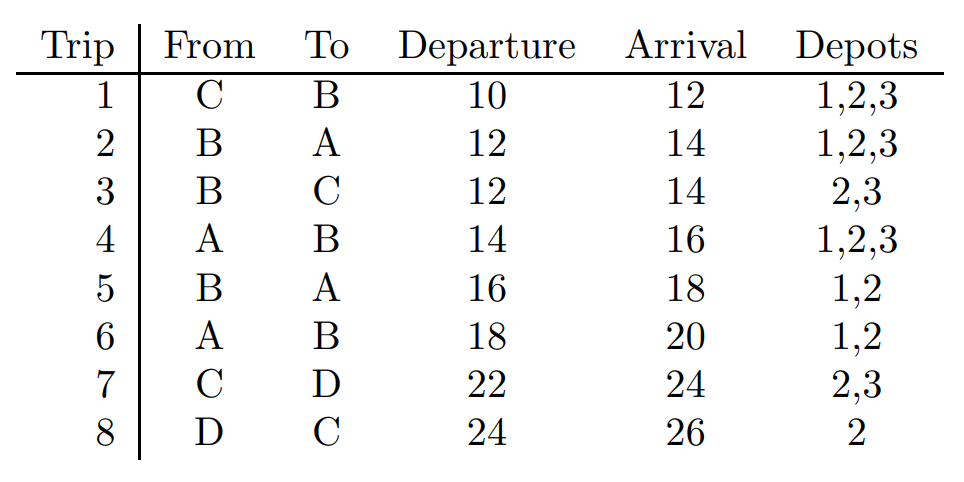 Trip From To Departure Arrival Depots
1 C B 10 12 1,2,3
2 B A 12 14 1,2,3
3 B C 12 14 2,3
4 A B 14 16 1,2,3
5 B A 16 18 1,2
6 A B 18 20 1,2
7 C D 22 24 2,3
8 D C 24 26 2